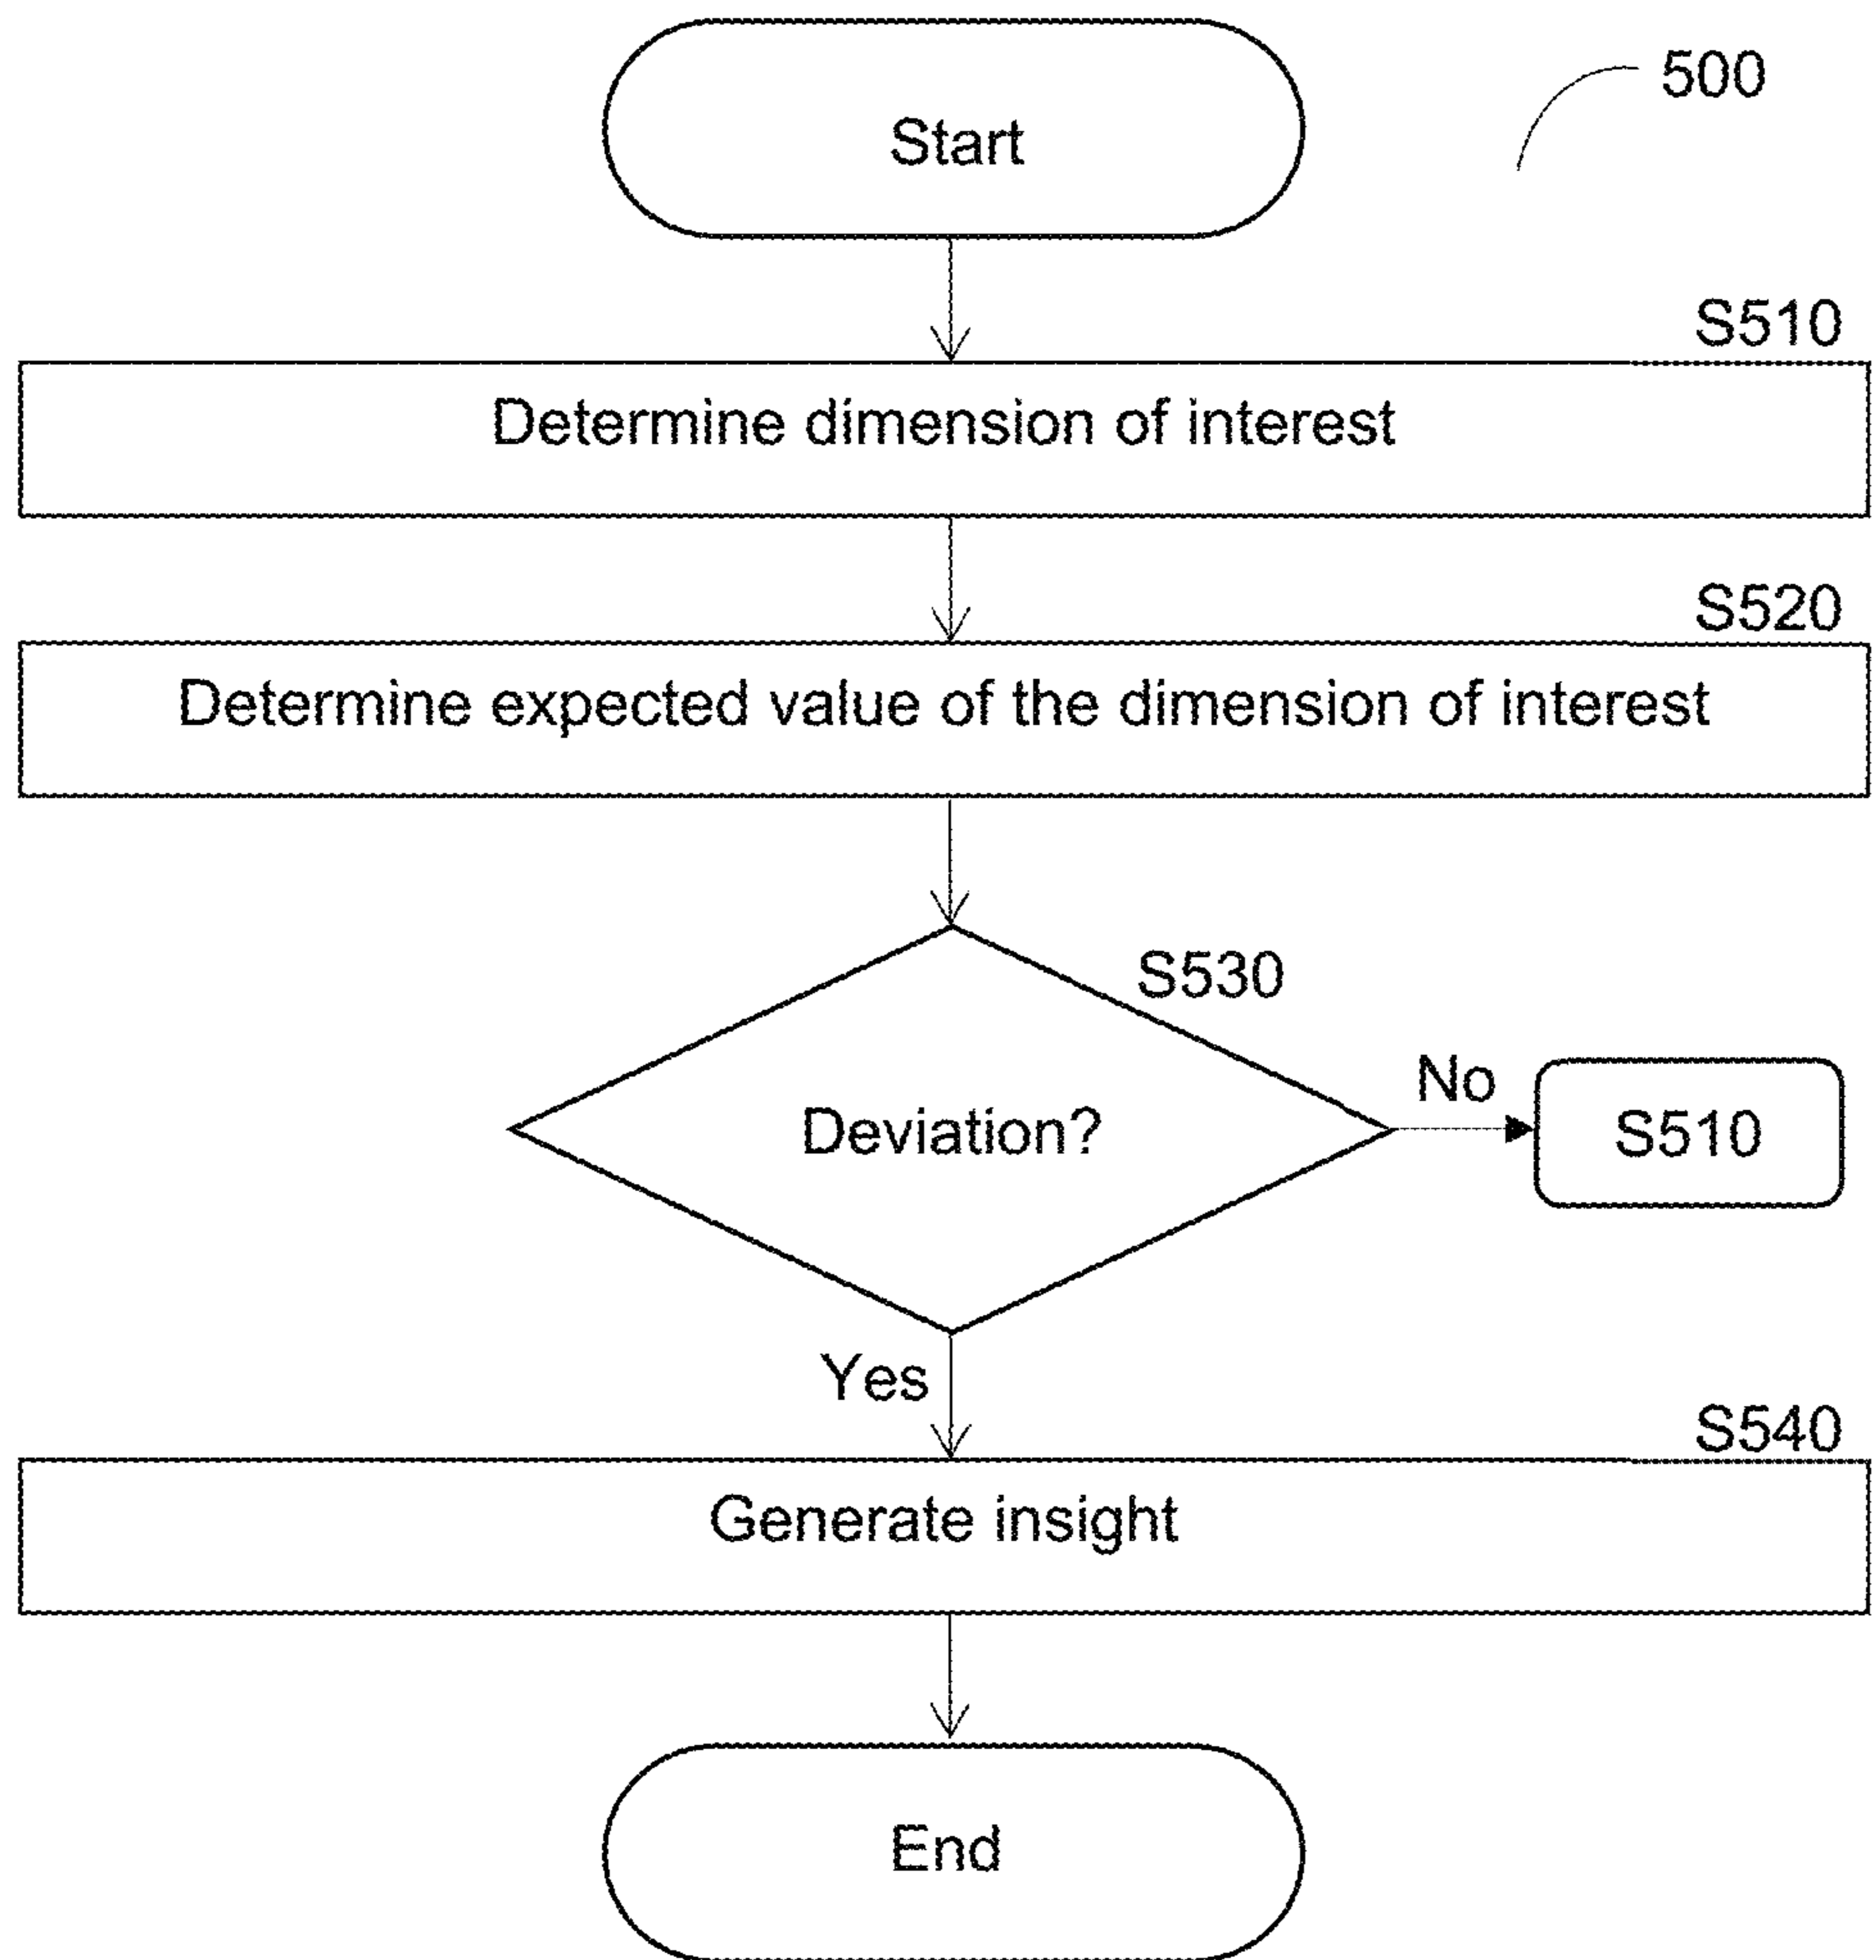 Start
500
S510
Determine dimension of interest
S520
Determine expected value of the dimension of interest
S530
Deviation?
No
S510
Yes
S540
Generate insight
End